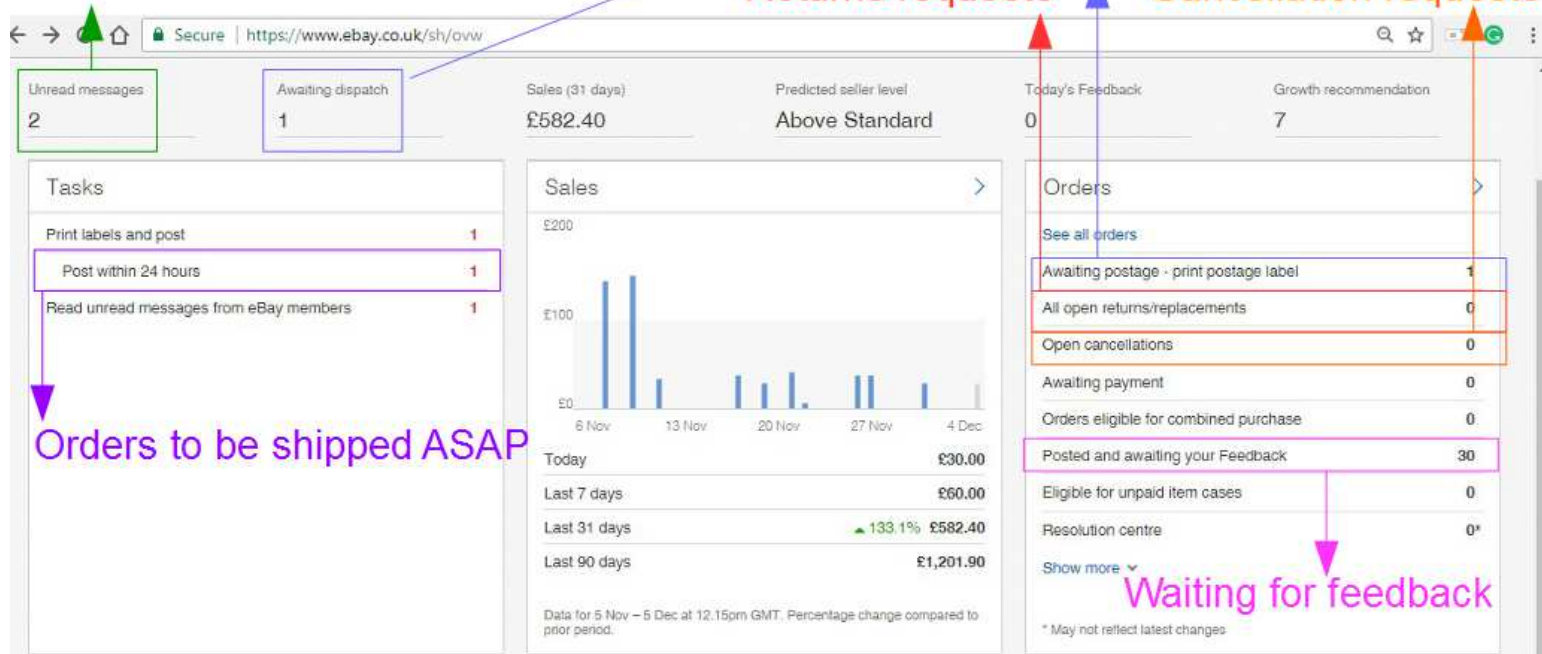 Returns requests
Cancellation requests
Secure | https://www.ebay.co.uk/sh/ovw
Unread messages
2
Awaiting dispatch
1
Sales (31 days)
£582.40
Predicted seller level
Above Standard
Today's Feedback
0
Growth recommendation
7
Tasks
Print labels and post 1
Post within 24 hours 1
Read unread messages from eBay members 1
Orders to be shipped ASAP
Sales
£200
£100
£0
6 Nov 13 Nov 20 Nov 27 Nov 4 Dec
Today £30.00
Last 7 days £60.00
Last 31 days 133.1% £582.40
Last 90 days £1,201.90
Data for 5 Nov – 5 Dec at 12.15pm GMT. Percentage change compared to
prior period.
Orders
See all orders
Awaiting postage - print postage label 1
All open returns/replacements 0
Open cancellations 0
Awaiting payment 0
Orders eligible for combined purchase 0
Posted and awaiting your Feedback 30
Eligible for unpaid item cases 0
Resolution centre 0*
Show more
Waiting for feedback
* May not reflect latest changes